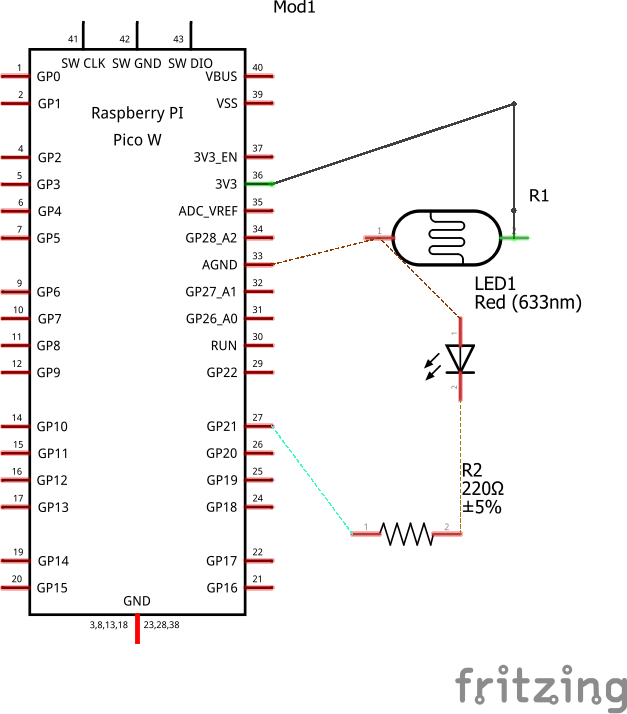 Mod1
41 42 43
SW CLK SW GND SW DIO
1 GP0 VBUS 40
2 GP1 VSS 39
Raspberry PI
Pico W
4 GP2 3V3_EN 37
5 GP3 3V3 36
6 GP4 ADC_VREF 35
7 GP5 GP28_A2 34
AGND 33
9 GP6 GP27_A1 32
10 GP7 GP26_A0 31
11 GP8 RUN 30
12 GP9 GP22 29
14 GP10 GP21 27
15 GP11 GP20 26
16 GP12 GP19 25
17 GP13 GP18 24
19 GP14 GP17 22
20 GP15 GP16 21
GND
3,8,13,18 23,28,38
R1
1 2
LED1
Red (633nm)
1
2
R2
220Ω
±5%
1 2
fritzing